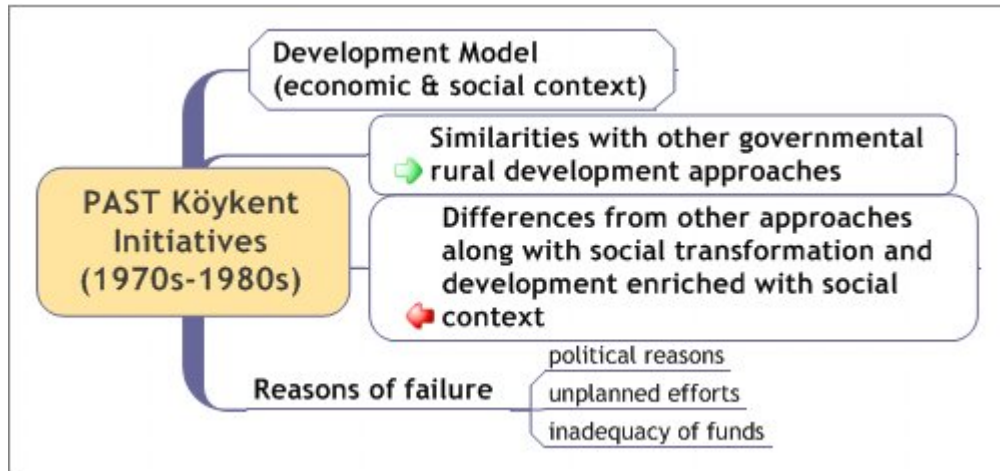 Development Model
(economic & social context)
Similarities with other governmental
rural development approaches
PAST Köykent
Initiatives
(1970s-1980s)
Differences from other approaches
along with social transformation and
development enriched with social
context
Reasons of failure
political reasons
unplanned efforts
inadequacy of funds